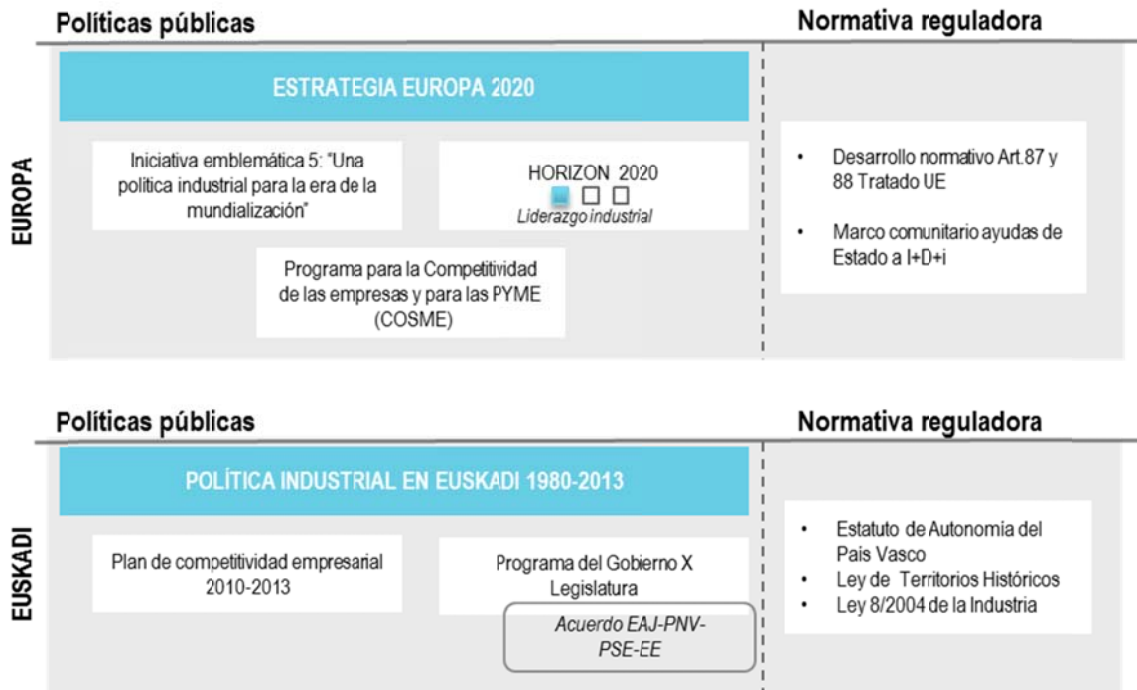 Políticas públicas
Normativa reguladora
EUROPA
ESTRATEGIA EUROPA 2020
Iniciativa emblemática 5: “Una
política industrial para la era de la
mundialización”
HORIZON 2020
Liderazgo industrial
Programa para la Competitividad
de las empresas y para las PYME
(COSME)
• Desarrollo normativo Art.87 y
88 Tratado UE
• Marco comunitario ayudas de
Estado a I+D+i
Políticas públicas
Normativa reguladora
EUSKADI
POLÍTICA INDUSTRIAL EN EUSKADI 1980-2013
Plan de competitividad empresarial
2010-2013
Programa del Gobierno X
Legislatura
Acuerdo EAJ-PNV-
PSE-EE
• Estatuto de Autonomía del
País Vasco
• Ley de Territorios Históricos
• Ley 8/2004 de la Industria